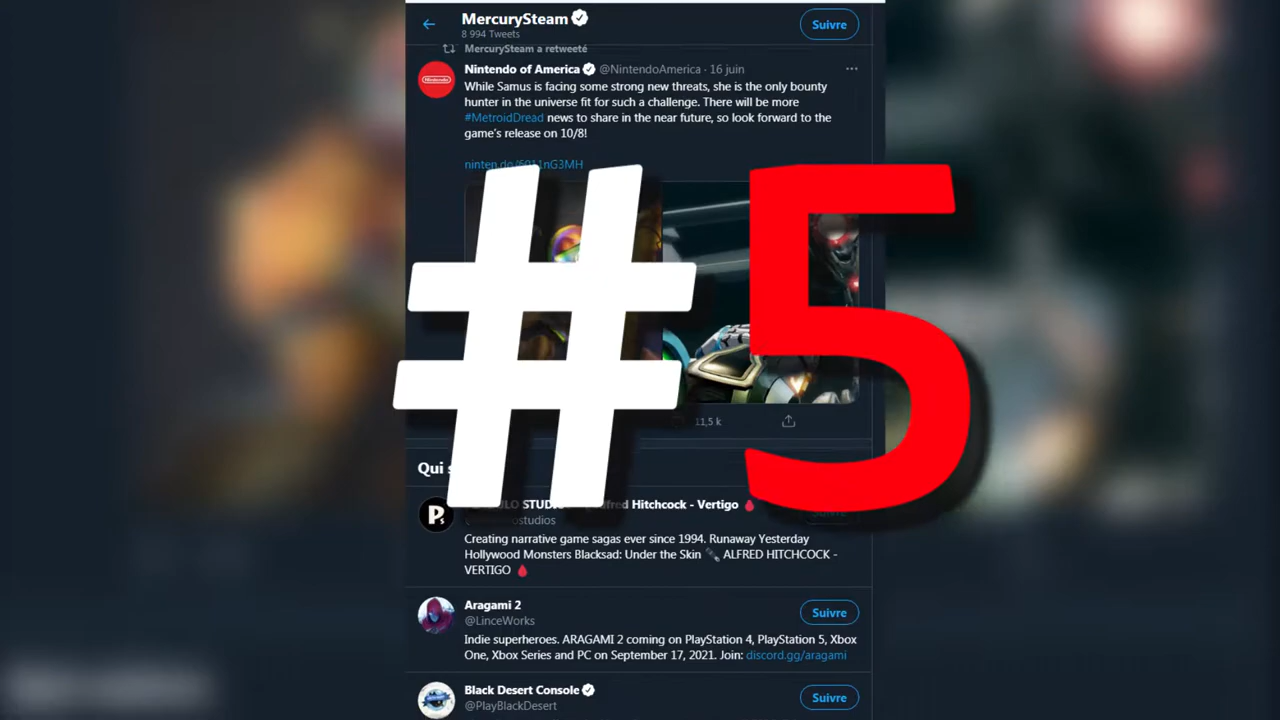 MercurySteam
8 994 Tweets
Suivre
MercurySteam a retweeté
Nintendo of America @NintendoAmerica · 16 juin
While Samus is facing some strong new threats, she is the only bounty
hunter in the universe fit for such a challenge. There will be more
#MetroidDread news to share in the near future, so look forward to the
game's release on 10/8!
#5
11,5 k
Qui
Hitchcock - Vertigo
Creating narrative game sagas ever since 1994. Runaway Yesterday
Hollywood Monsters Blacksad: Under the Skin ALFRED HITCHCOCK -
VERTIGO
Aragami 2
@LinceWorks
Suivre
Indie superheroes. ARAGAMI 2 coming on PlayStation 4, PlayStation 5, Xbox
One, Xbox Series and PC on September 17, 2021. Join: discord.gg/aragami
Black Desert Console
@PlayBlackDesert
Suivre